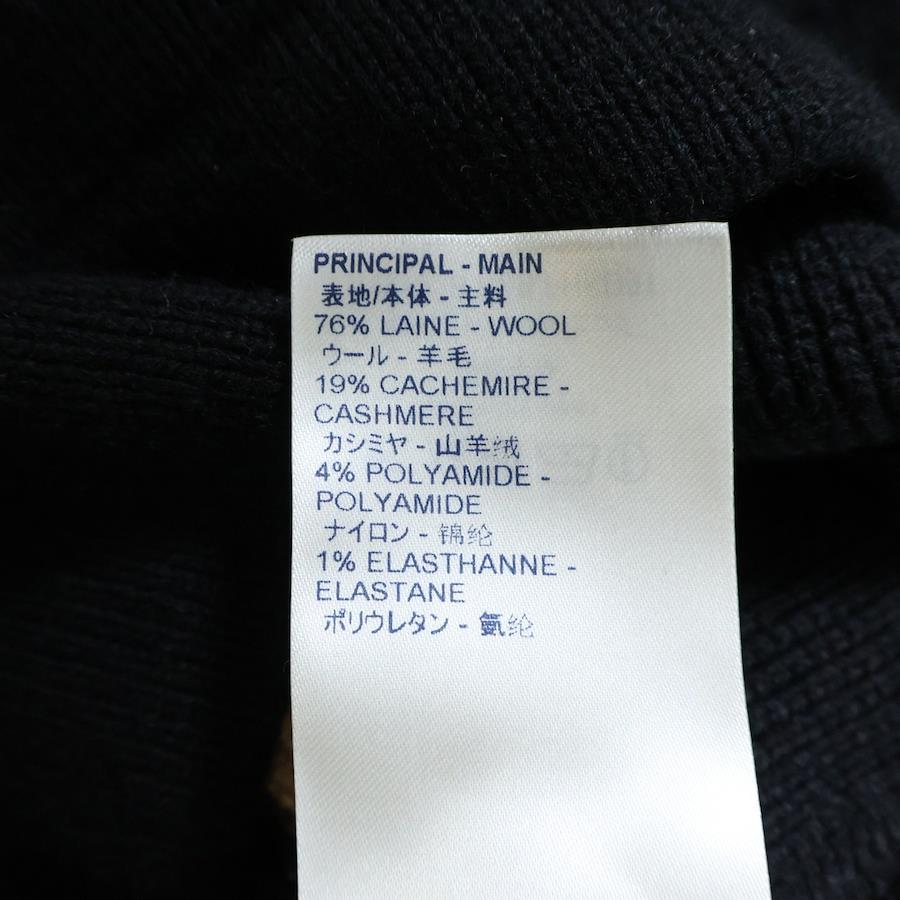 PRINCIPAL - MAIN
表地/本体 - 主料
76% LAINE - WOOL
ウール - 羊毛
19% CACHEMIRE -
CASHMERE
カシミヤ - 山羊绒
4% POLYAMIDE -
POLYAMIDE
ナイロン - 锦纶
1% ELASTHANNE -
ELASTANE
ポリウレタン - 氨纶